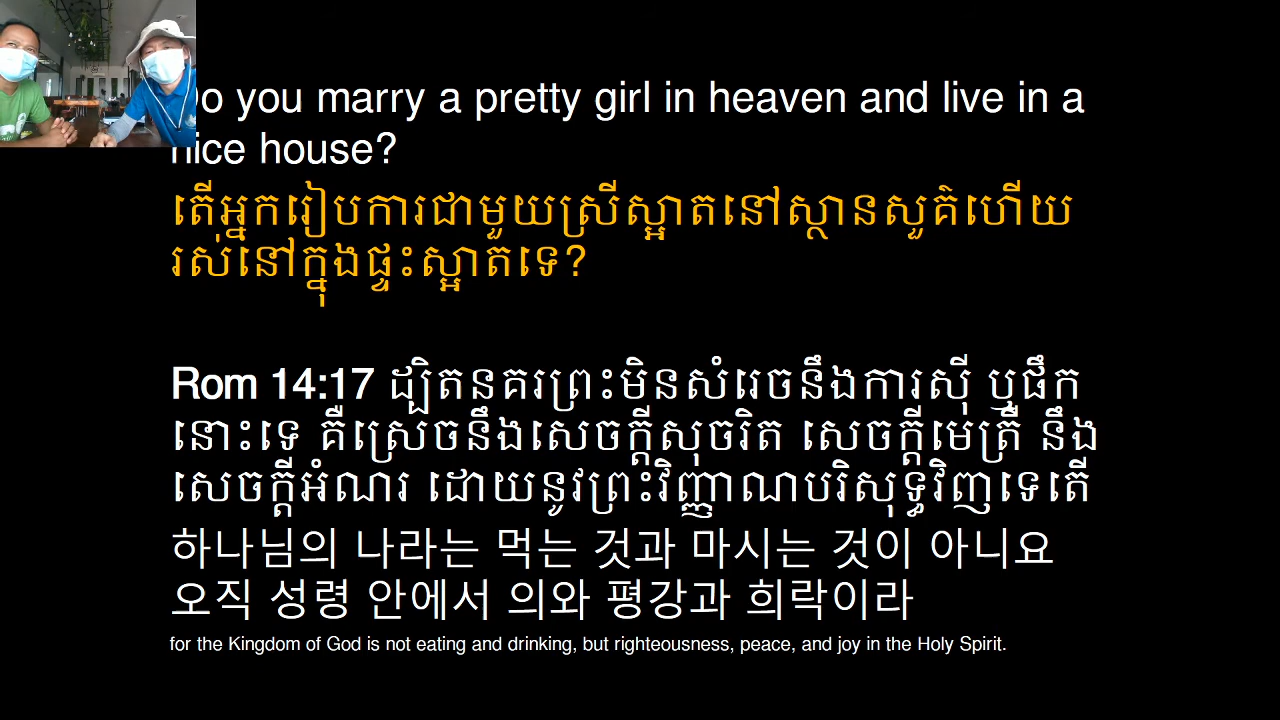 Do you marry a pretty girl in heaven and live in a
nice house?
តើអ្នករៀបការជាមួយស្រីស្អាតនៅស្ថានសួគ៌ហើយ
រស់នៅក្នុងផ្ទះស្អាតទេ?
Rom 14:17 ដ្បិតនគរព្រះមិនសំរេចនឹងការស៊ី ឬផឹក
នោះទេ គឺស្រេចនឹងសេចក្ដីសុចរិត សេចក្ដីមេត្រី នឹង
សេចក្ដីអំណរ ដោយនូវព្រះវិញ្ញាណបរិសុទ្ធវិញទេតើ
하나님의 나라는 먹는 것과 마시는 것이 아니요
오직 성령 안에서 의와 평강과 희락이라
for the Kingdom of God is not eating and drinking, but righteousness, peace, and joy in the Holy Spirit.